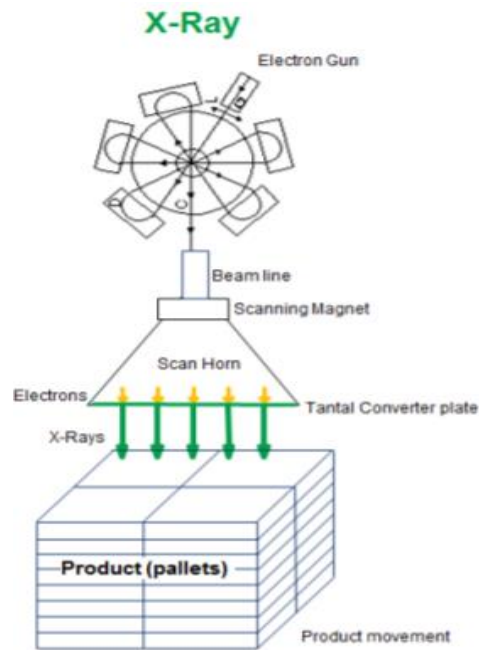 X-Ray
Electron Gun
L
G
D
C
Beam line
Scanning Magnet
Scan Horn
Electrons
Tantal Converter plate
X-Rays
Product (pallets)
Product movement